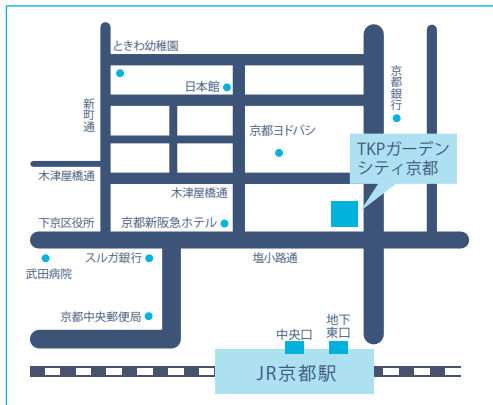 ときわ幼稚園
日本館
京都銀行
新町通
京都ヨドバシ
TKPガーデン
シティ京都
木津屋橋通
木津屋橋通
下京区役所
京都新阪急ホテル
スルガ銀行
塩小路通
武田病院
京都中央郵便局
中央口
地下
東口
JR京都駅